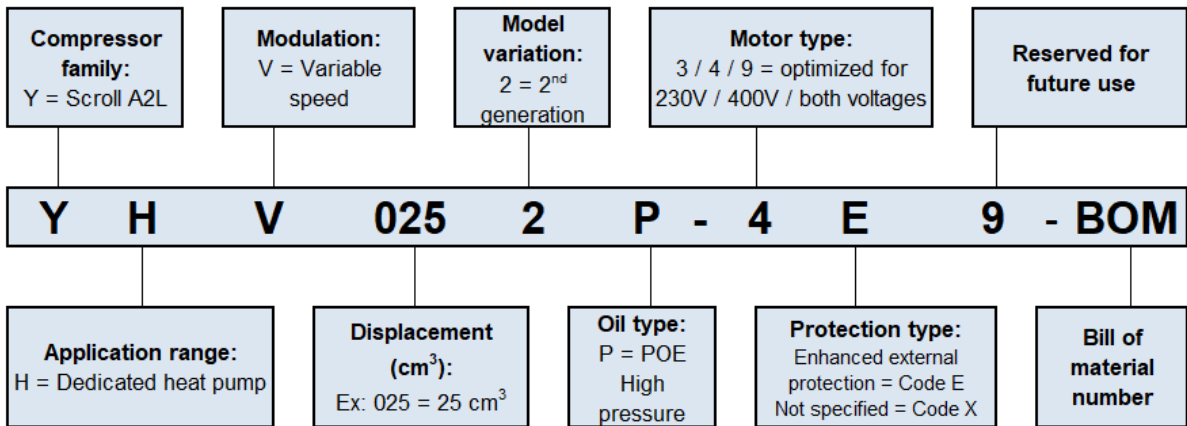 Compressor
family:
Y = Scroll A2L
Modulation:
V = Variable
speed
Model
variation:
2 = 2nd
generation
Motor type:
3 / 4 / 9 = optimized for
230V / 400V / both voltages
Reserved for
future use
Y H V 025 2 P - 4 E 9 - BOM
Application range:
H = Dedicated heat pump
Displacement
(cm³):
Ex: 025 = 25 cm³
Oil type:
P = POE
High
pressure
Protection type:
Enhanced external
protection = Code E
Not specified = Code X
Bill of
material
number